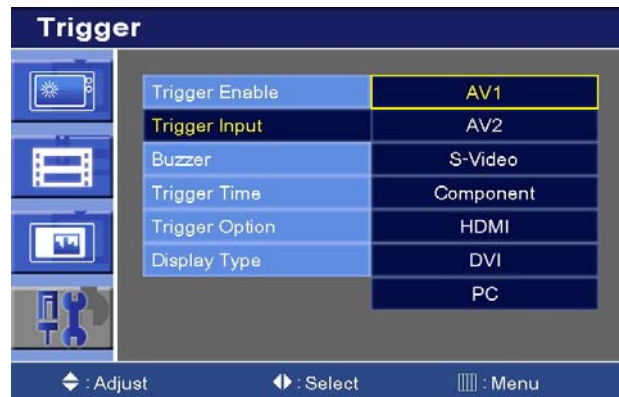 Trigger
Trigger Enable AV1
Trigger Input AV2
Buzzer S-Video
Trigger Time Component
Trigger Option HDMI
Display Type DVI
PC
: Adjust : Select : Menu